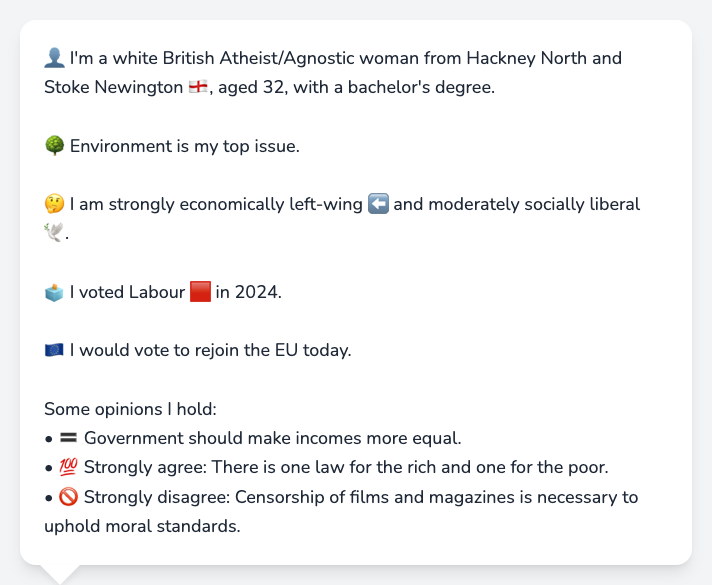 👤 I'm a white British Atheist/Agnostic woman from Hackney North and
Stoke Newington 🏴󠁧󠁢󠁥󠁮󠁧󠁿, aged 32, with a bachelor's degree.
🌳 Environment is my top issue.
🤔 I am strongly economically left-wing ⬅️ and moderately socially liberal
🕊️.
🗳️ I voted Labour 🟥 in 2024.
🇪🇺 I would vote to rejoin the EU today.
Some opinions I hold:
• 🟰 Government should make incomes more equal.
• 💯 Strongly agree: There is one law for the rich and one for the poor.
• 🚫 Strongly disagree: Censorship of films and magazines is necessary to
uphold moral standards.